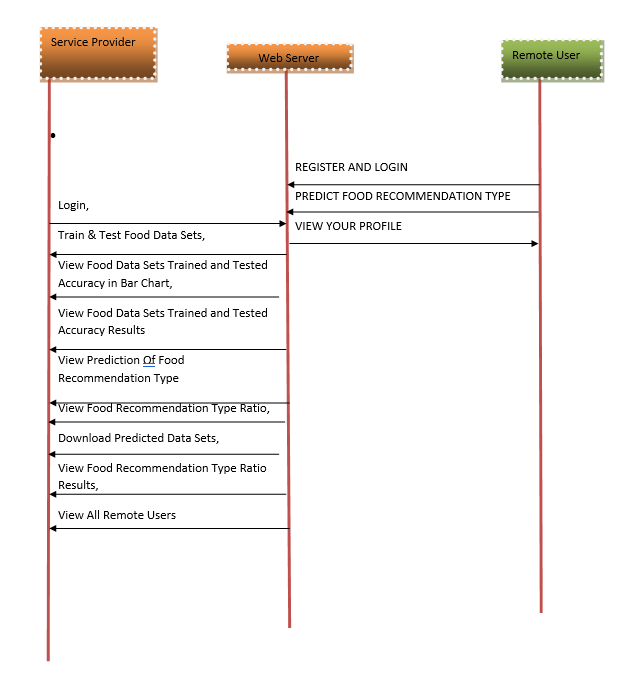 Service Provider
Web Server
Remote User
REGISTER AND LOGIN
PREDICT FOOD RECOMMENDATION TYPE
VIEW YOUR PROFILE
Login,
Train & Test Food Data Sets,
View Food Data Sets Trained and Tested
Accuracy in Bar Chart,
View Food Data Sets Trained and Tested
Accuracy Results
View Prediction Of Food
Recommendation Type
View Food Recommendation Type Ratio,
Download Predicted Data Sets,
View Food Recommendation Type Ratio
Results,
View All Remote Users